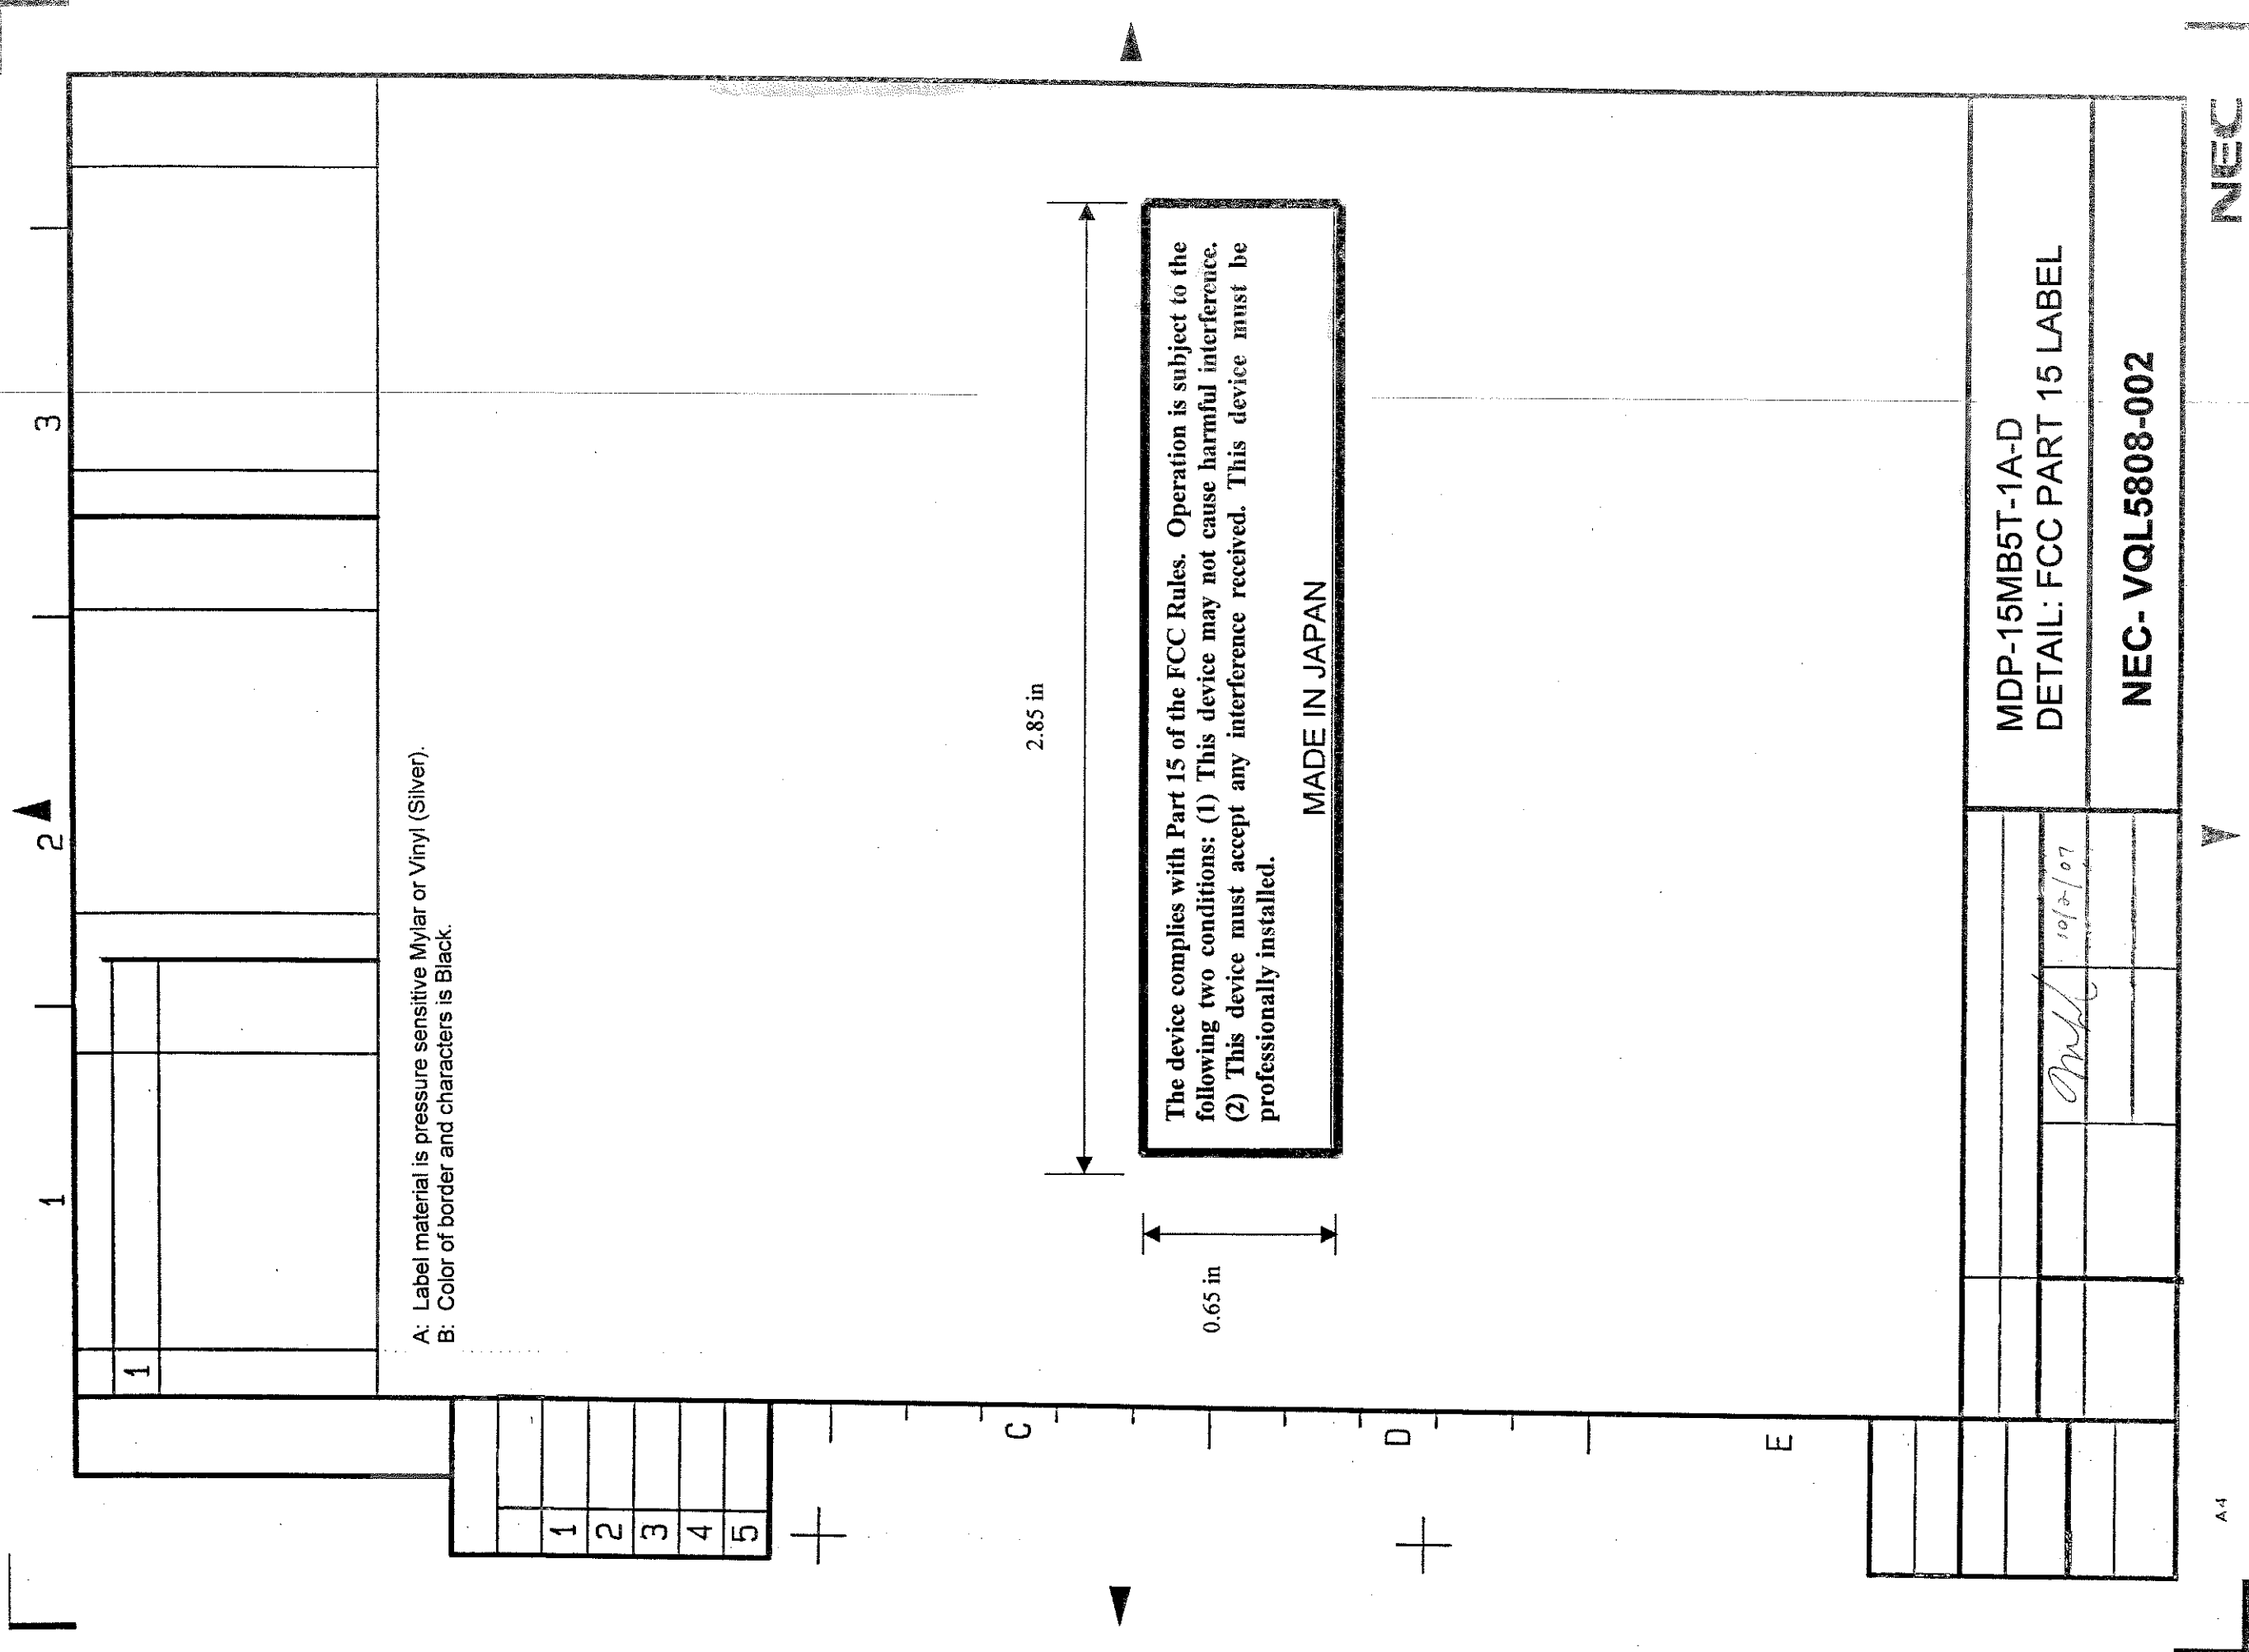 1
2
3
1
A: Label material is pressure sensitive Mylar or Vinyl (Silver).
B: Color of border and characters is Black.
1
2
3
4
5
C
D
E
2.85 in
0.65 in
The device complies with Part 15 of the FCC Rules. Operation is subject to the
following two conditions: (1) This device may not cause harmful interference.
(2) This device must accept any interference received. This device must be
professionally installed.
MADE IN JAPAN
MDP-15MB5T-1A-D
DETAIL: FCC PART 15 LABEL
10/2/07
NEC- VQL5808-002
A4
NEC